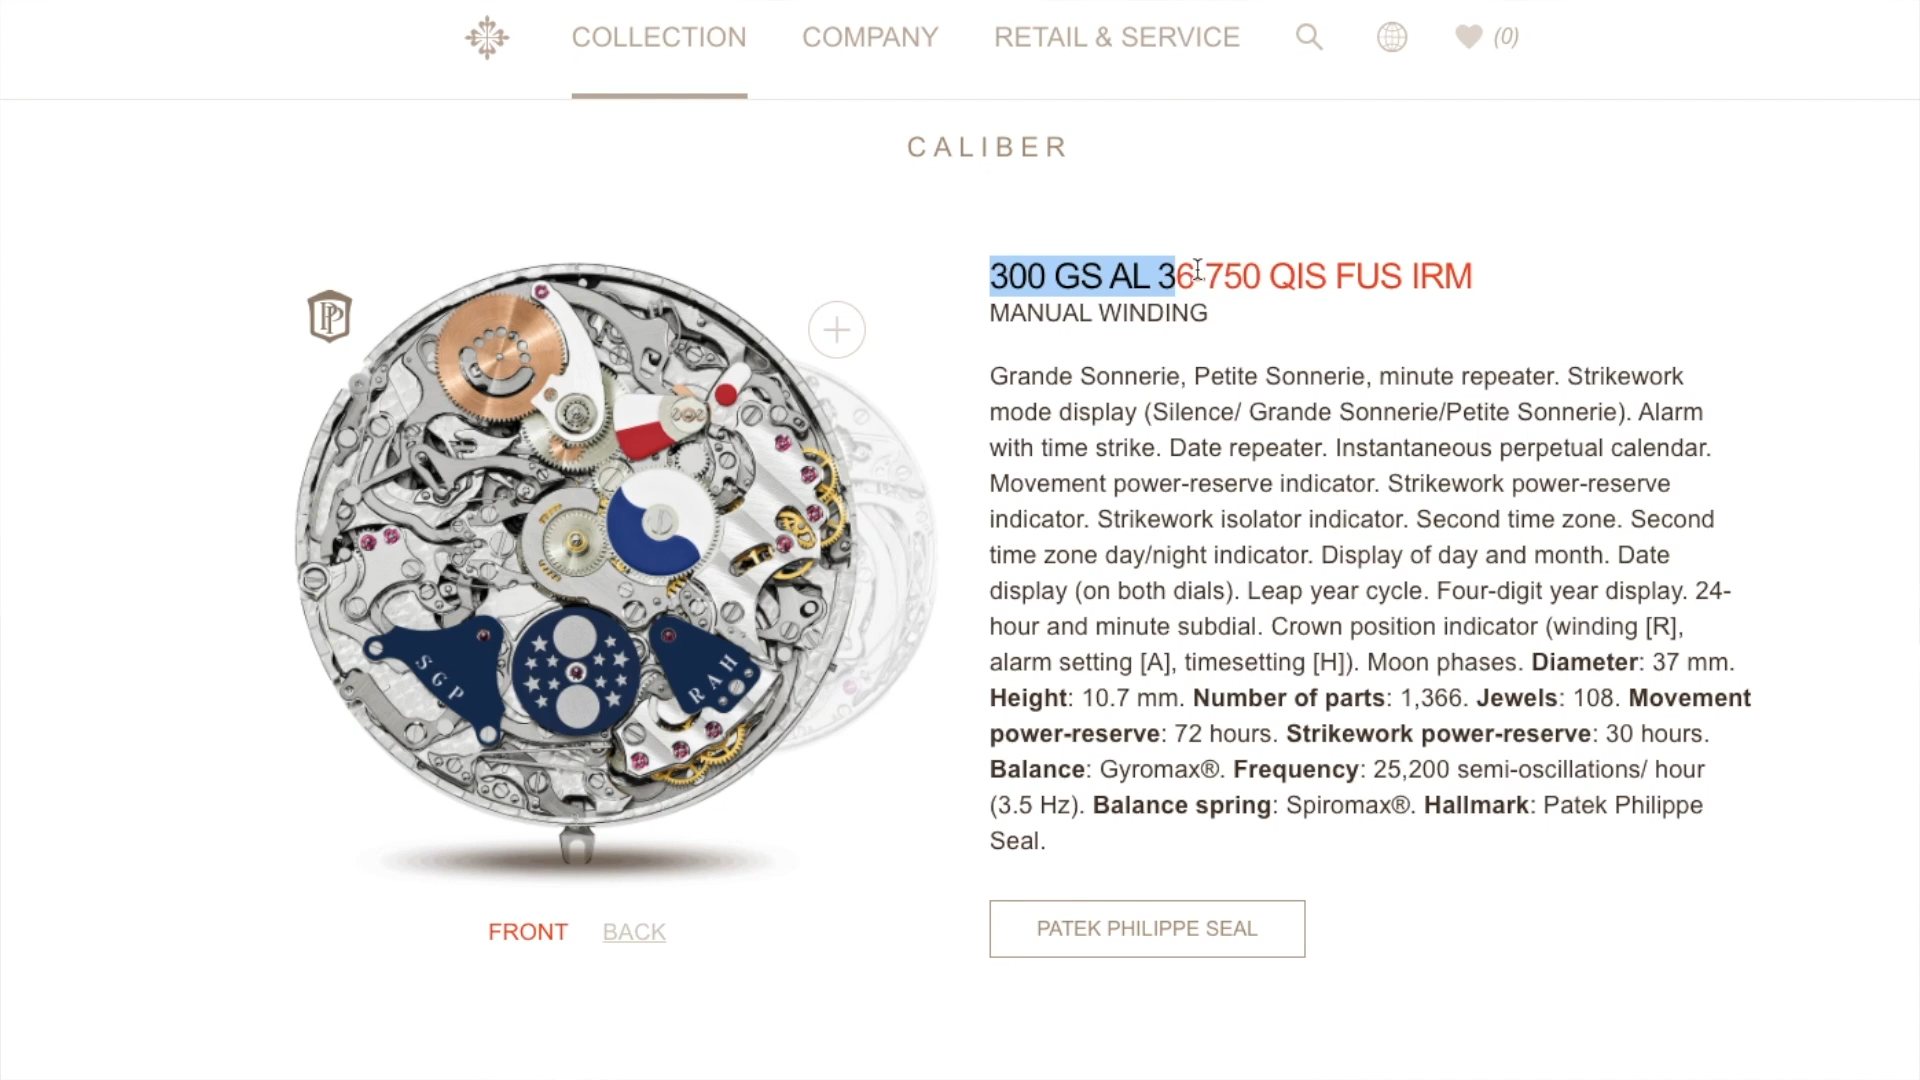 COLLECTION COMPANY RETAIL & SERVICE (0)
CALIBER
PP
300 GS AL 36-750 QIS FUS IRM
MANUAL WINDING
Grande Sonnerie, Petite Sonnerie, minute repeater. Strikework
mode display (Silence/ Grande Sonnerie/Petite Sonnerie). Alarm
with time strike. Date repeater. Instantaneous perpetual calendar.
Movement power-reserve indicator. Strikework power-reserve
indicator. Strikework isolator indicator. Second time zone. Second
time zone day/night indicator. Display of day and month. Date
display (on both dials). Leap year cycle. Four-digit year display. 24-
hour and minute subdial. Crown position indicator (winding [R],
alarm setting [A], timesetting [H]). Moon phases. Diameter: 37 mm.
Height: 10.7 mm. Number of parts: 1,366. Jewels: 108. Movement
power-reserve: 72 hours. Strikework power-reserve: 30 hours.
Balance: Gyromax®. Frequency: 25,200 semi-oscillations/ hour
(3.5 Hz). Balance spring: Spiromax®. Hallmark: Patek Philippe
Seal.
S G P
R A H
FRONT BACK
PATEK PHILIPPE SEAL